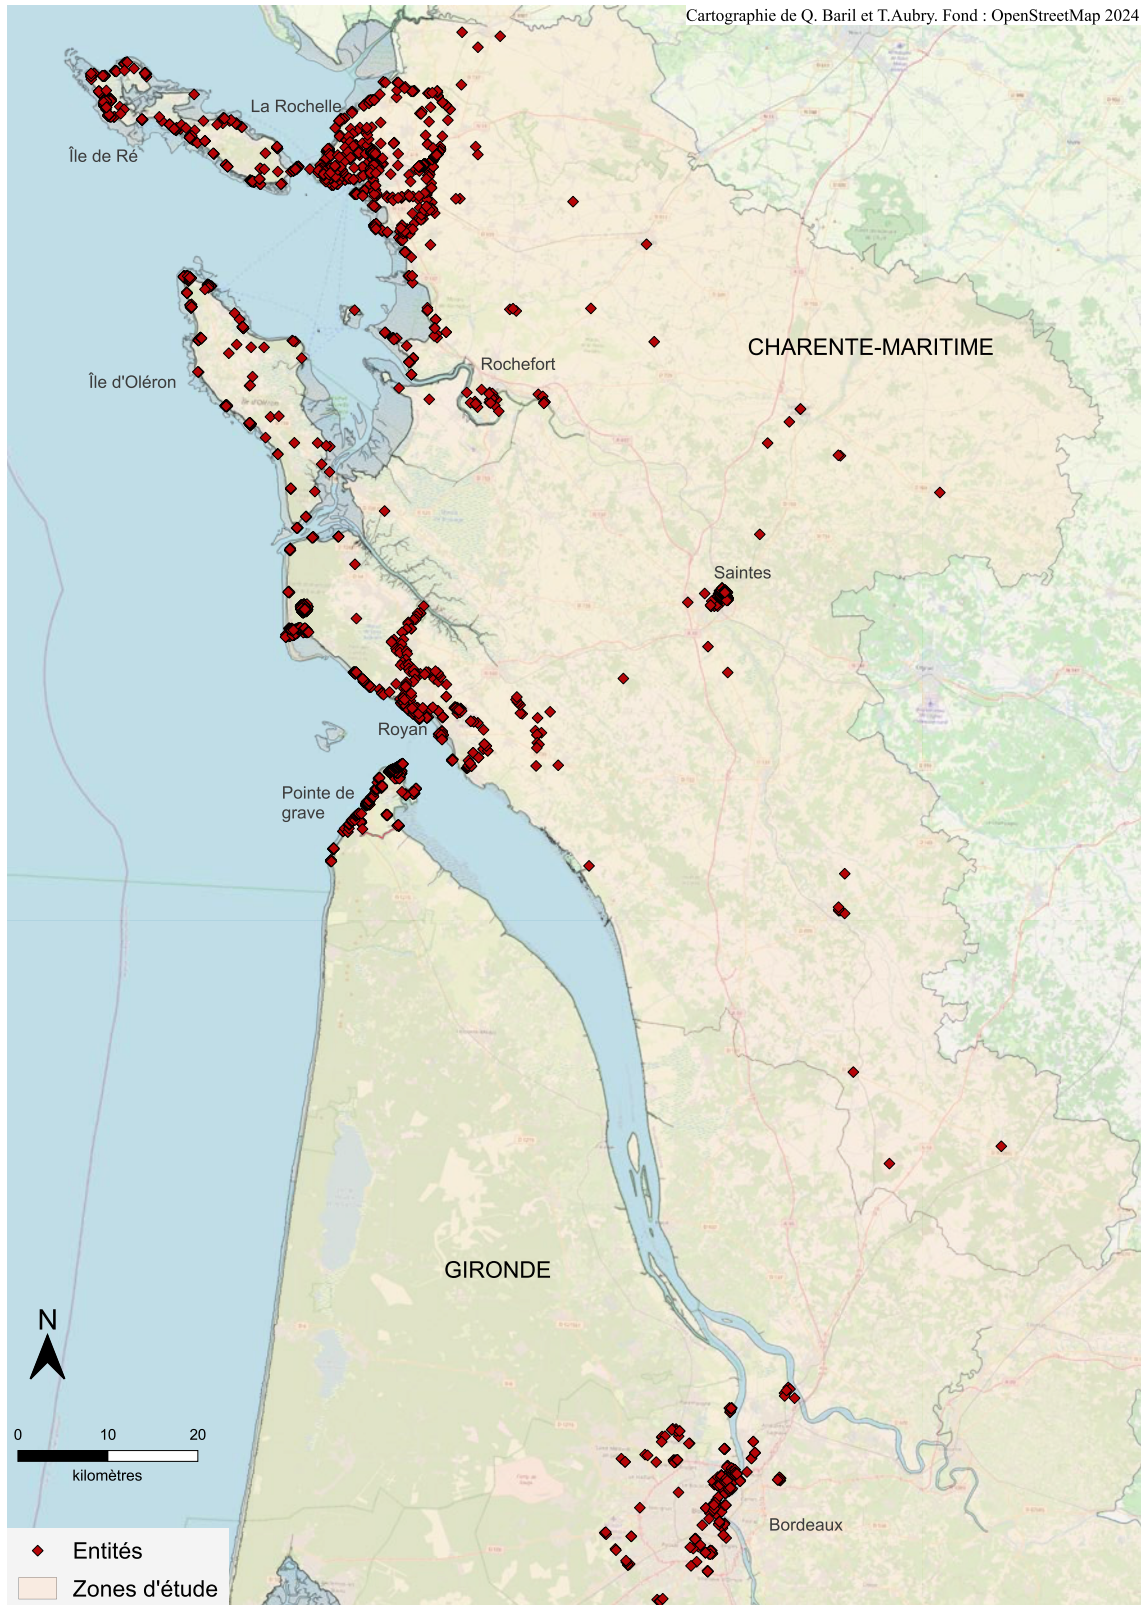 Cartographie de Q. Baril et T.Aubry. Fond : OpenStreetMap 2024
La Rochelle
Île de Ré
Rochefort
CHARENTE-MARITIME
Île d'Oléron
Saintes
Royan
Pointe de
grave
GIRONDE
N
0 10 20
kilomètres
Bordeaux
Entités
Zones d'étude